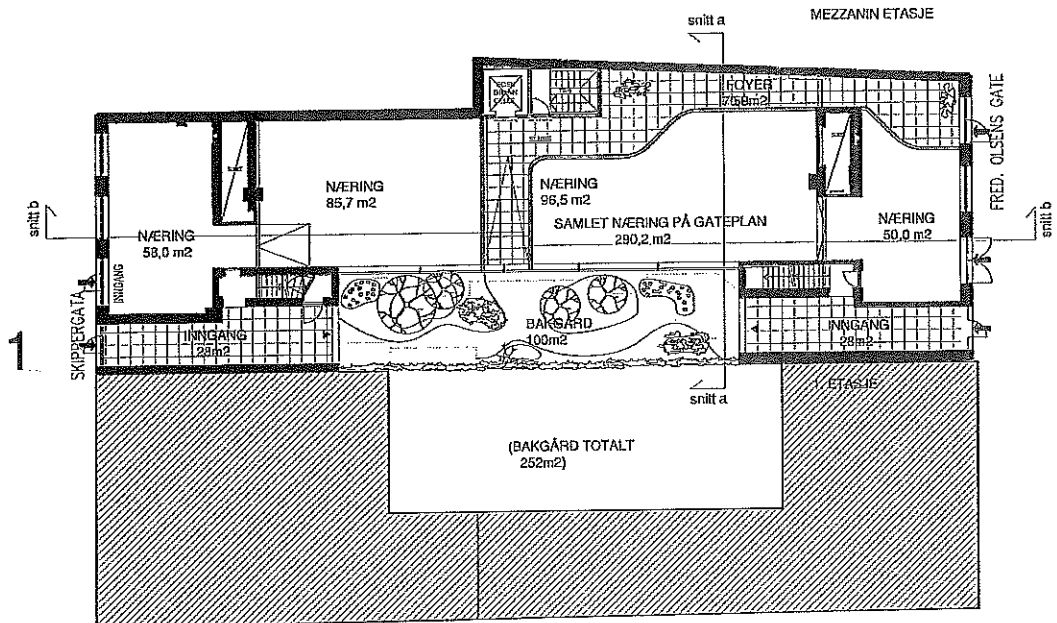 MEZZANIN ETASJE
snitt a
FOYER
FRED. OLSENS GATE
NÆRING
85,7 m2
NÆRING
96,5 m2
SAMLET NÆRING PÅ GATEPLAN
290,2 m2
NÆRING
58,0 m2
NÆRING
50,0 m2
snitt b
snitt b
INNGANG
SKIPPERGATA
INNGANG
28m2
BAKGÅRD
100m2
INNGANG
28m2
1
snitt a
1. ETASJE
(BAKGÅRD TOTALT
252m2)